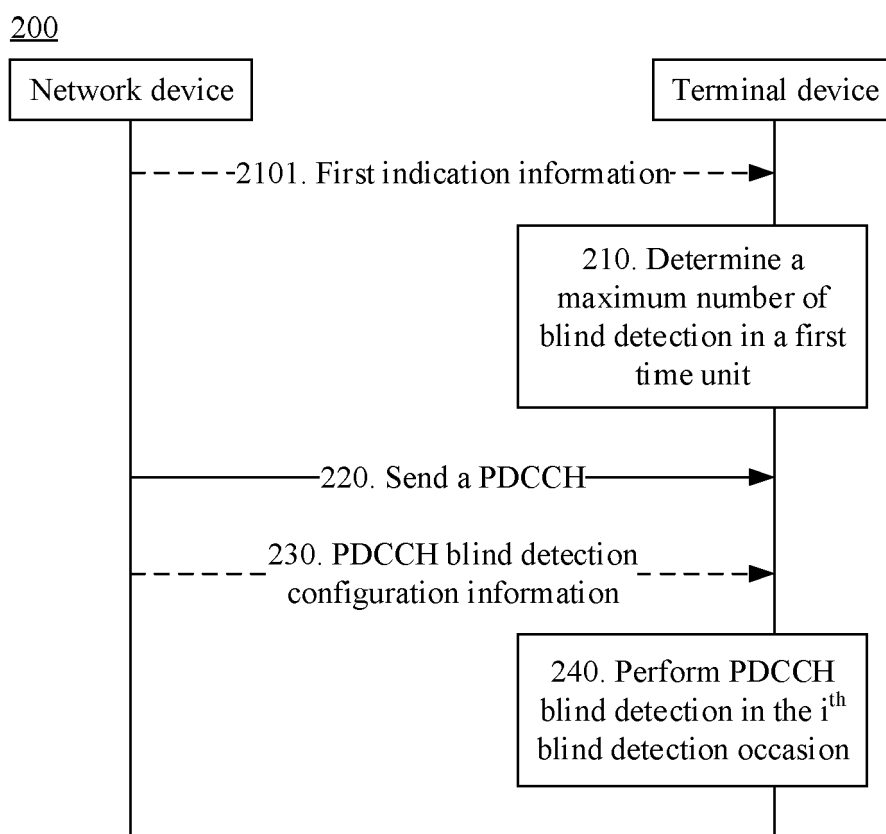 200
Network device
Terminal device
2101. First indication information
210. Determine a
maximum number of
blind detection in a first
time unit
220. Send a PDCCH
230. PDCCH blind detection
configuration information
240. Perform PDCCH
blind detection in the iᵗʰ
blind detection occasion